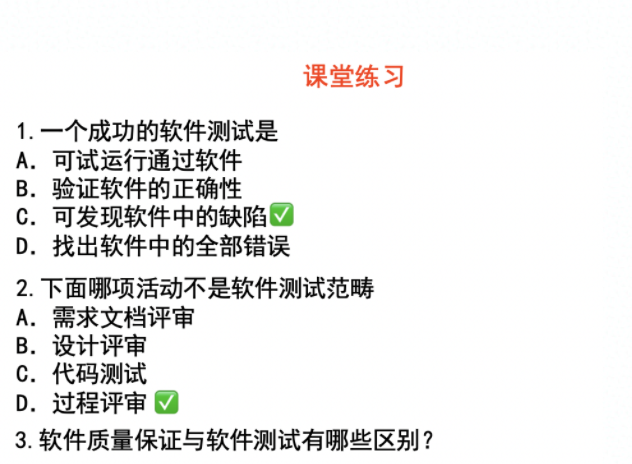 课堂练习
1.一个成功的软件测试是
A. 可试运行通过软件
B. 验证软件的正确性
C. 可发现软件中的缺陷✅
D. 找出软件中的全部错误
2.下面哪项活动不是软件测试范畴
A. 需求文档评审
B. 设计评审
C. 代码测试
D. 过程评审 ✅
3.软件质量保证与软件测试有哪些区别?